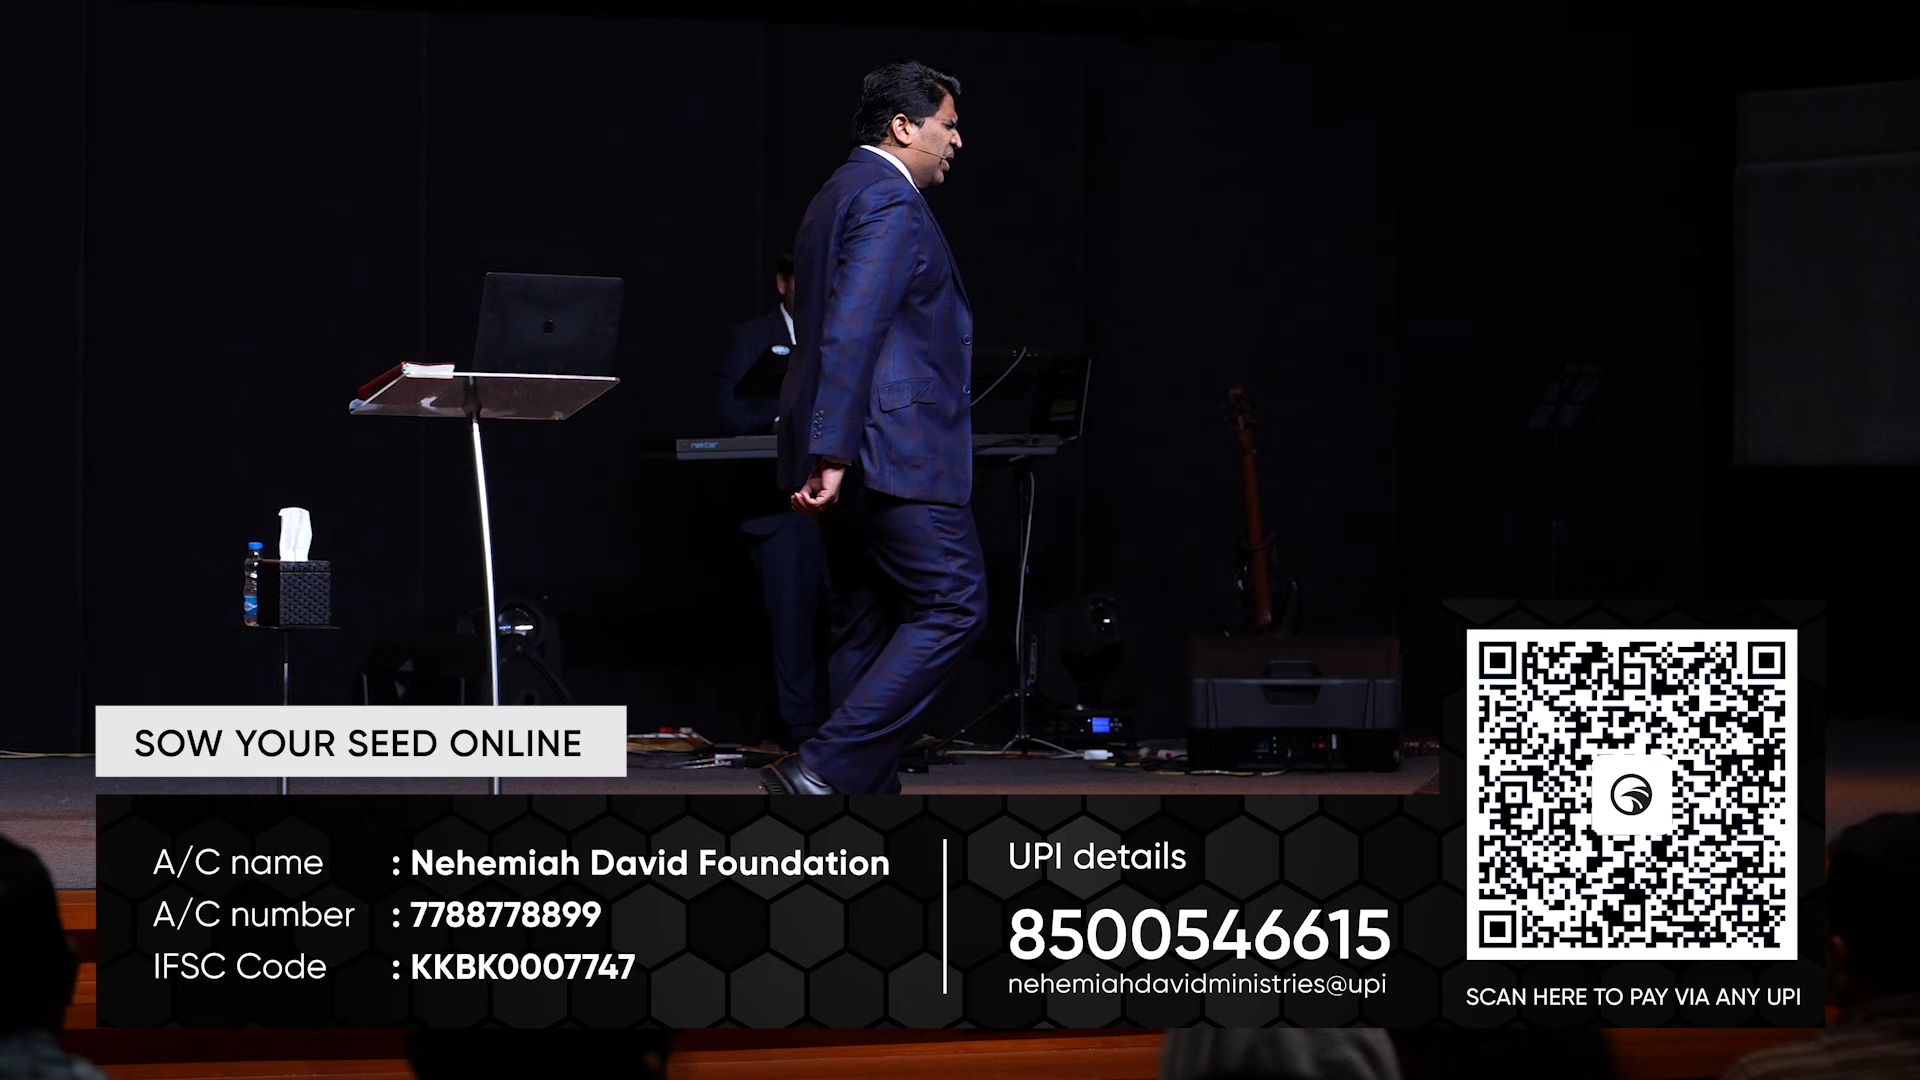 nektar
SOW YOUR SEED ONLINE
A/C name : Nehemiah David Foundation
A/C number : 7788778899
IFSC Code : KKBK0007747
UPI details
8500546615
nehemiahdavidministries@upi
SCAN HERE TO PAY VIA ANY UPI